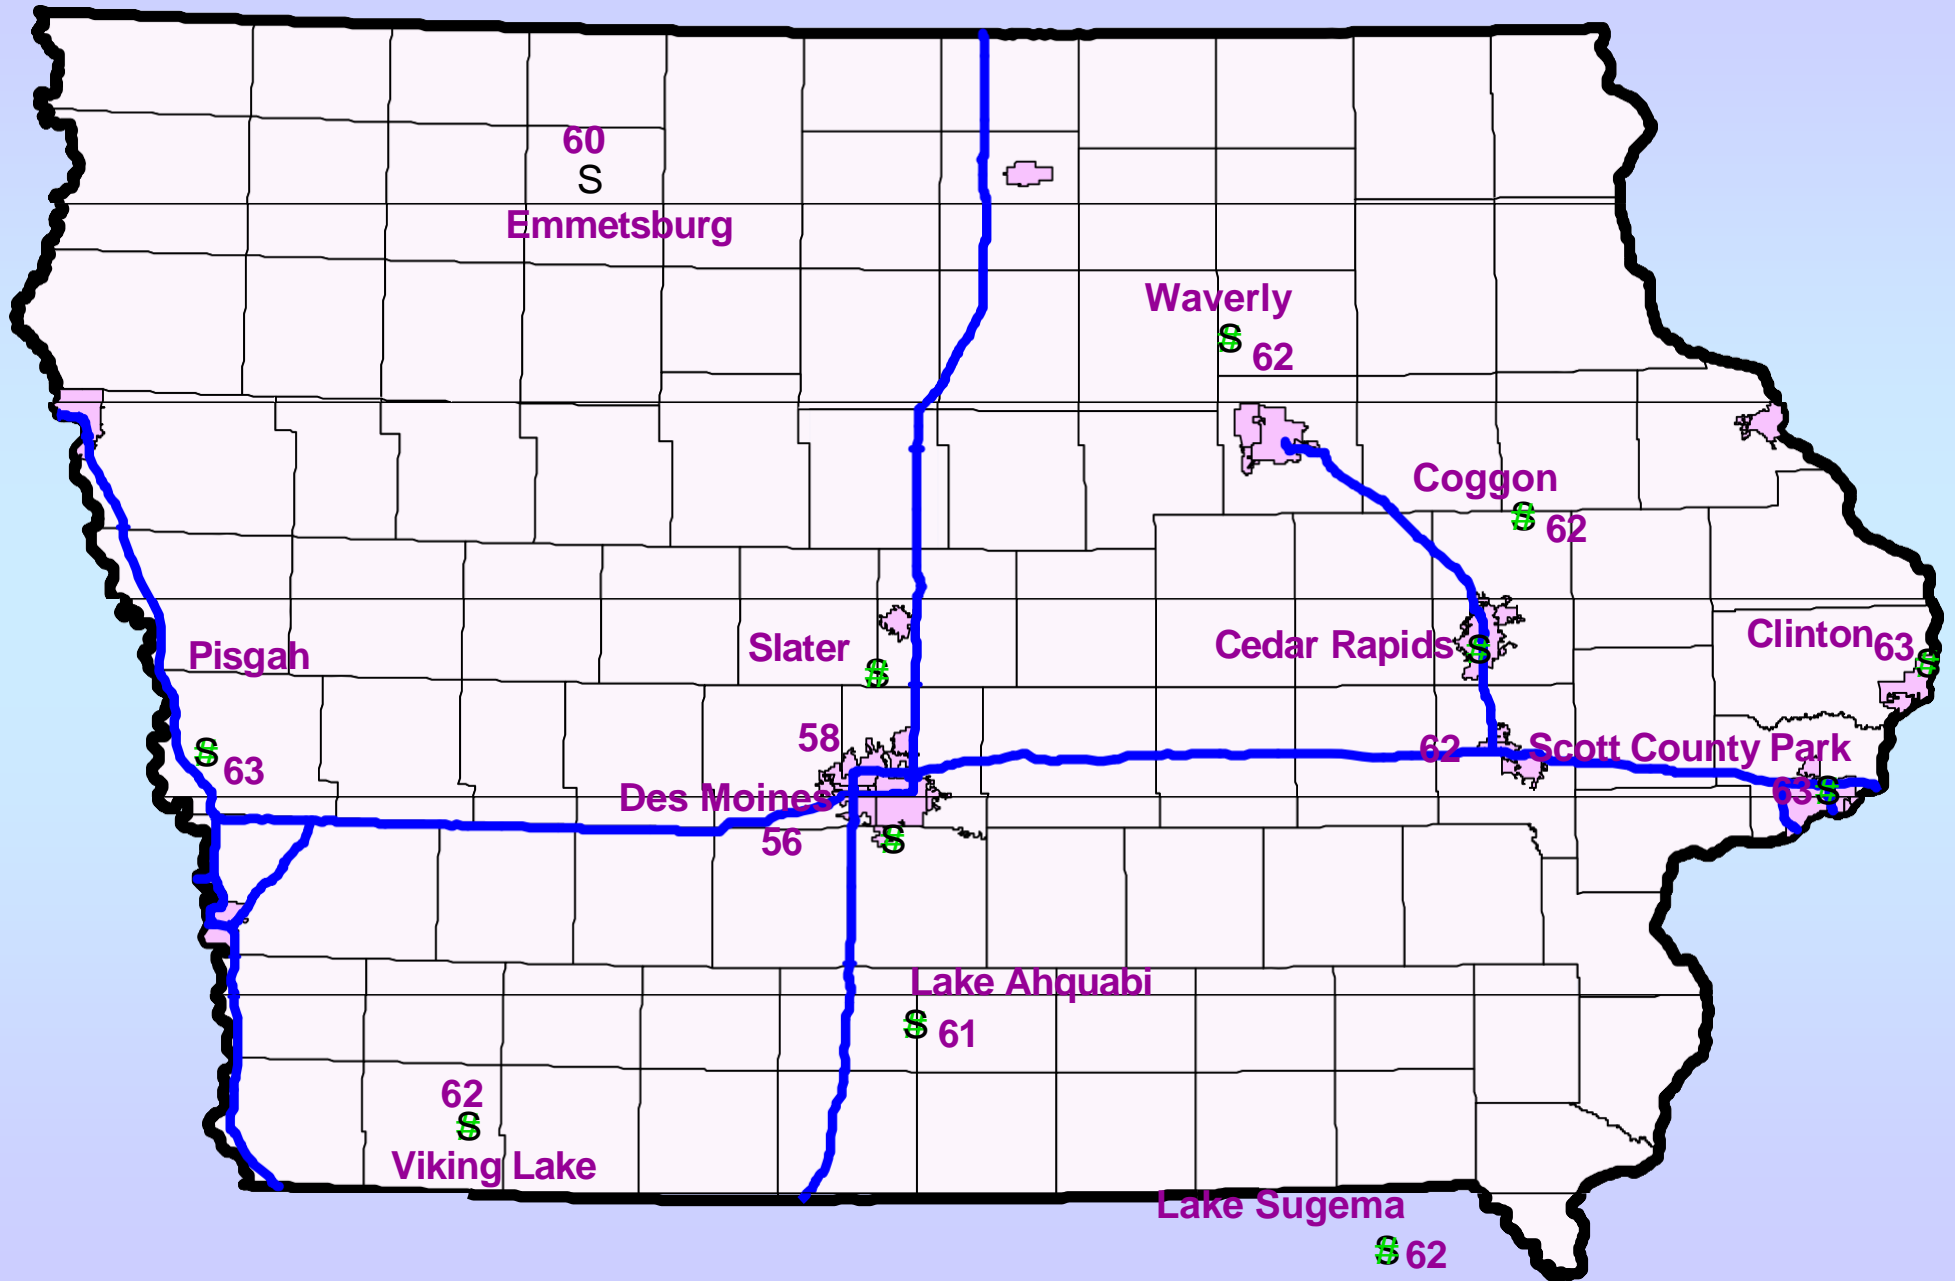 60
S
Emmetsburg
Waverly
S
#
62
Coggon
S
#
62
Pisgah
Slater
S
#
Cedar Rapids
S
#
Clinton
63
S
#
S
#
63
58
62
Scott County Park
Des Moines
63
S
#
56
S
#
Lake Ahquabi
S
#
61
62
S
#
Viking Lake
Lake Sugema
S
#
62